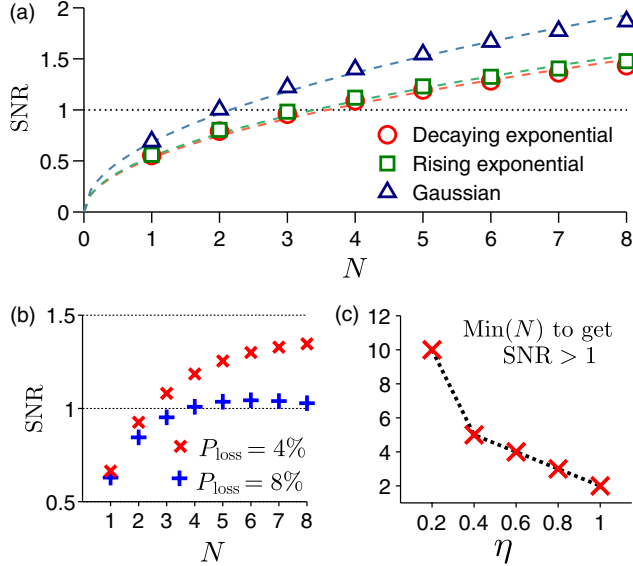 (a)
2
1.5
1
0.5
0
SNR
Decaying exponential
Rising exponential
Gaussian
0 1 2 3 4 5 6 7 8
N
(b)
1.5
1
0.5
SNR
P_loss = 4%
P_loss = 8%
1 2 3 4 5 6 7 8
N
(c)
12
10
8
6
4
2
Min(N) to get
SNR > 1
0.2 0.4 0.6 0.8 1
η